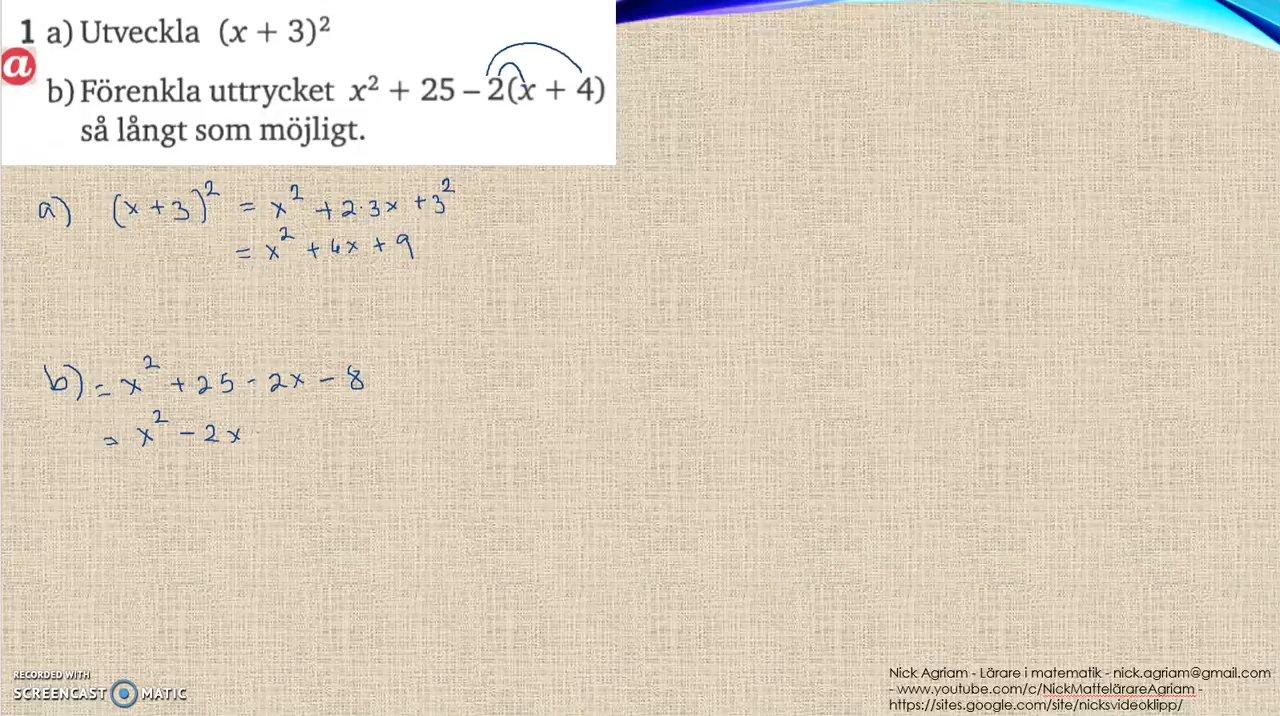 1 a) Utveckla (x + 3)²
a
b) Förenkla uttrycket x² + 25 – 2(x + 4)
så långt som möjligt.
a) (x + 3)² = x² + 2·3x + 3²
= x² + 6x + 9
b) = x² + 25 - 2x - 8
= x² - 2x
RECORDED WITH
SCREENCAST MATIC
Nick Agriam - Lärare i matematik - nick.agriam@gmail.com
- www.youtube.com/c/NickMattelärareAgriam -
https://sites.google.com/site/nicksvideoklipp/